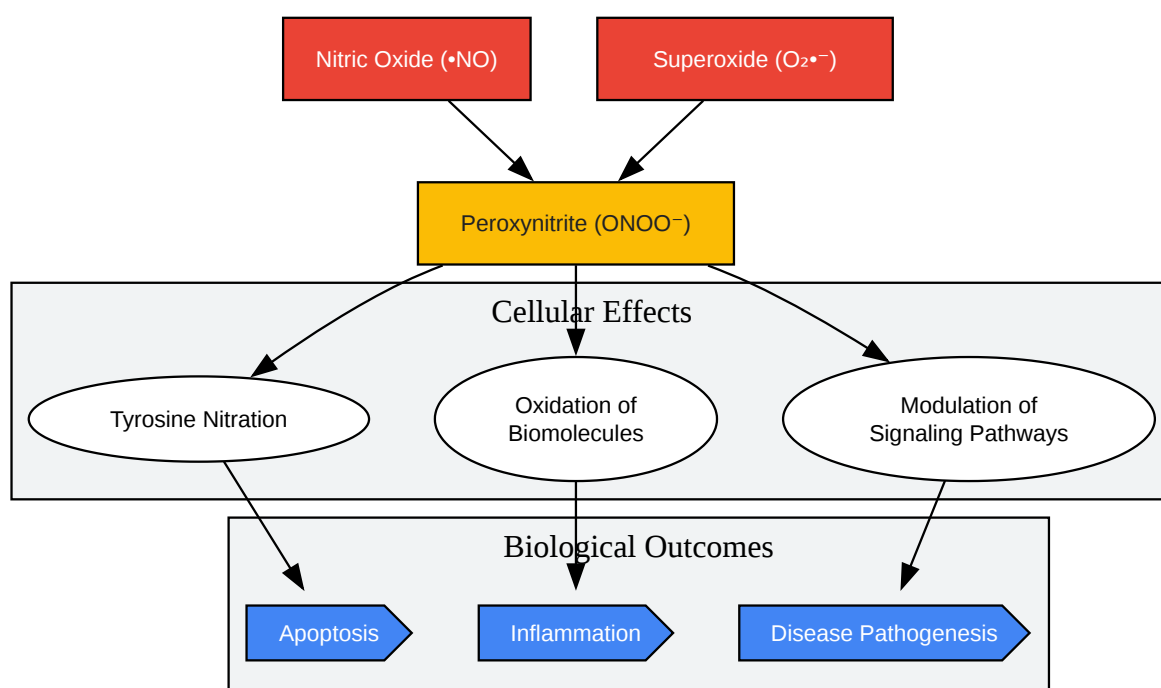 Nitric Oxide (•NO)
Superoxide (O₂•⁻)
Peroxynitrite (ONOO⁻)
Cellular Effects
Tyrosine Nitration
Oxidation of
Biomolecules
Modulation of
Signaling Pathways
Biological Outcomes
Apoptosis
Inflammation
Disease Pathogenesis